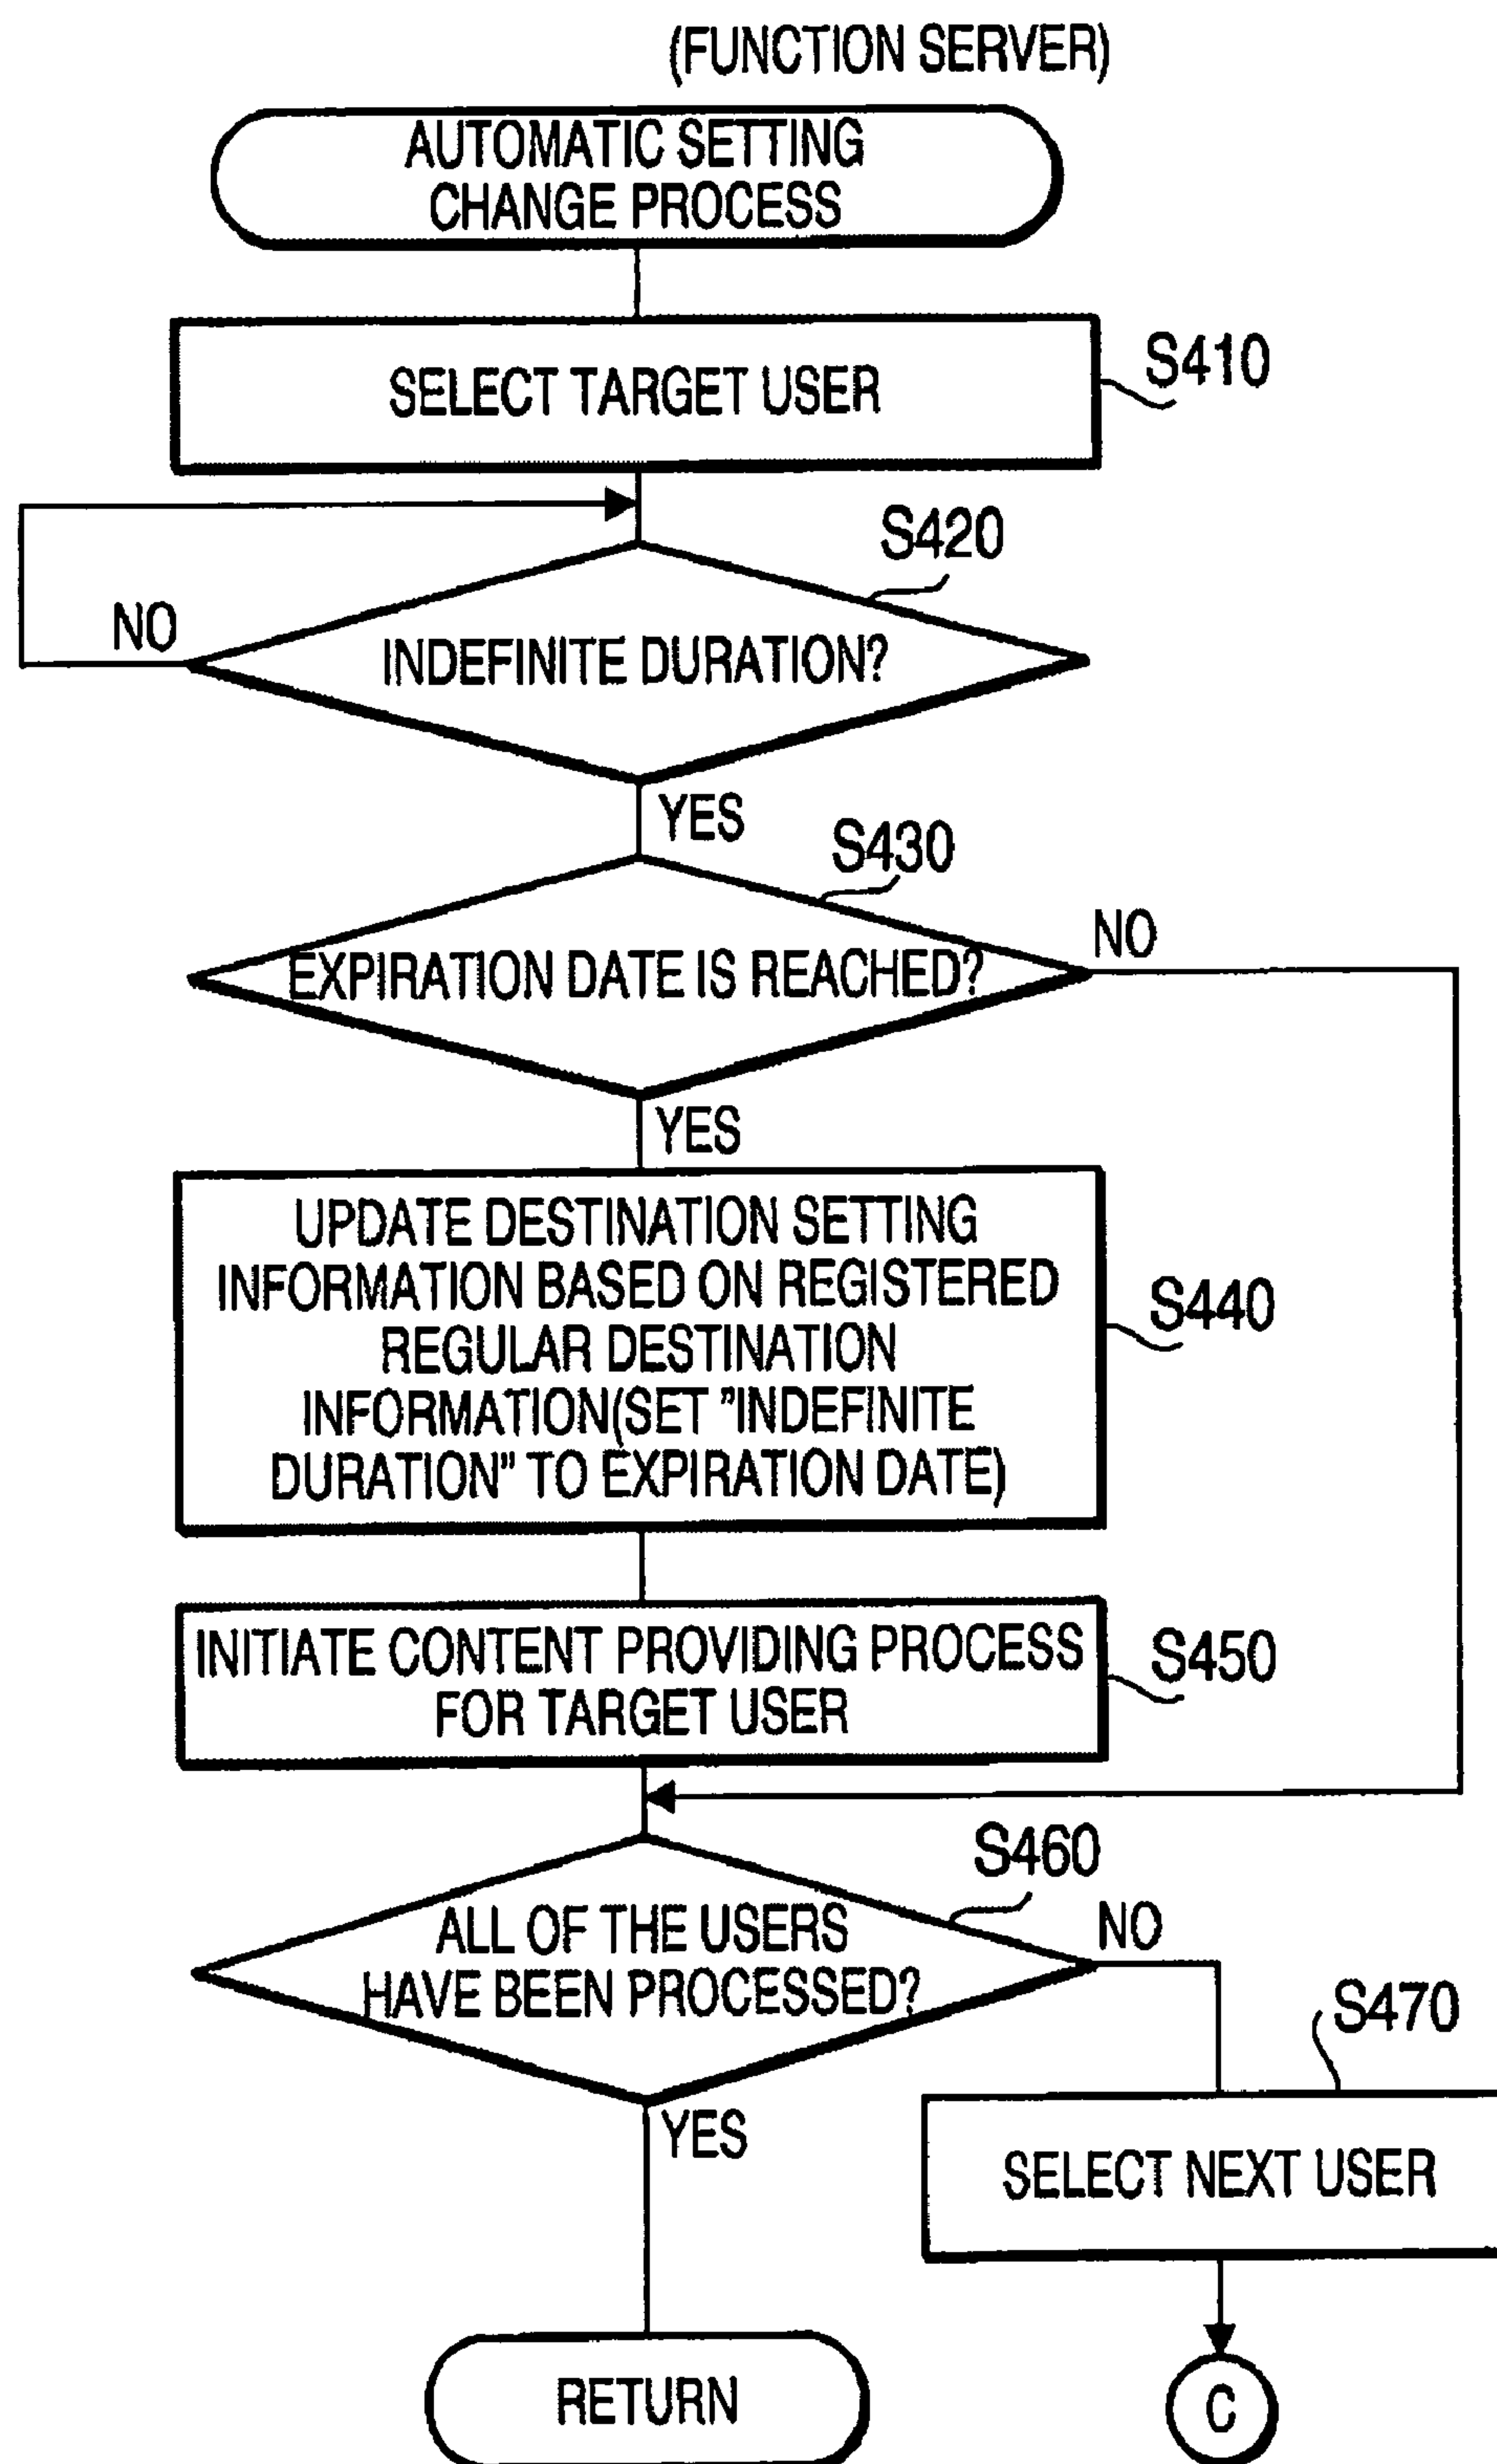 (FUNCTION SERVER)
AUTOMATIC SETTING
CHANGE PROCESS
SELECT TARGET USER
S410
S420
NO
INDEFINITE DURATION?
YES
S430
NO
EXPIRATION DATE IS REACHED?
YES
UPDATE DESTINATION SETTING
INFORMATION BASED ON REGISTERED
REGULAR DESTINATION
INFORMATION(SET "INDEFINITE
DURATION" TO EXPIRATION DATE)
S440
INITIATE CONTENT PROVIDING PROCESS
FOR TARGET USER
S450
S460
NO
ALL OF THE USERS
HAVE BEEN PROCESSED?
S470
YES
SELECT NEXT USER
RETURN
C